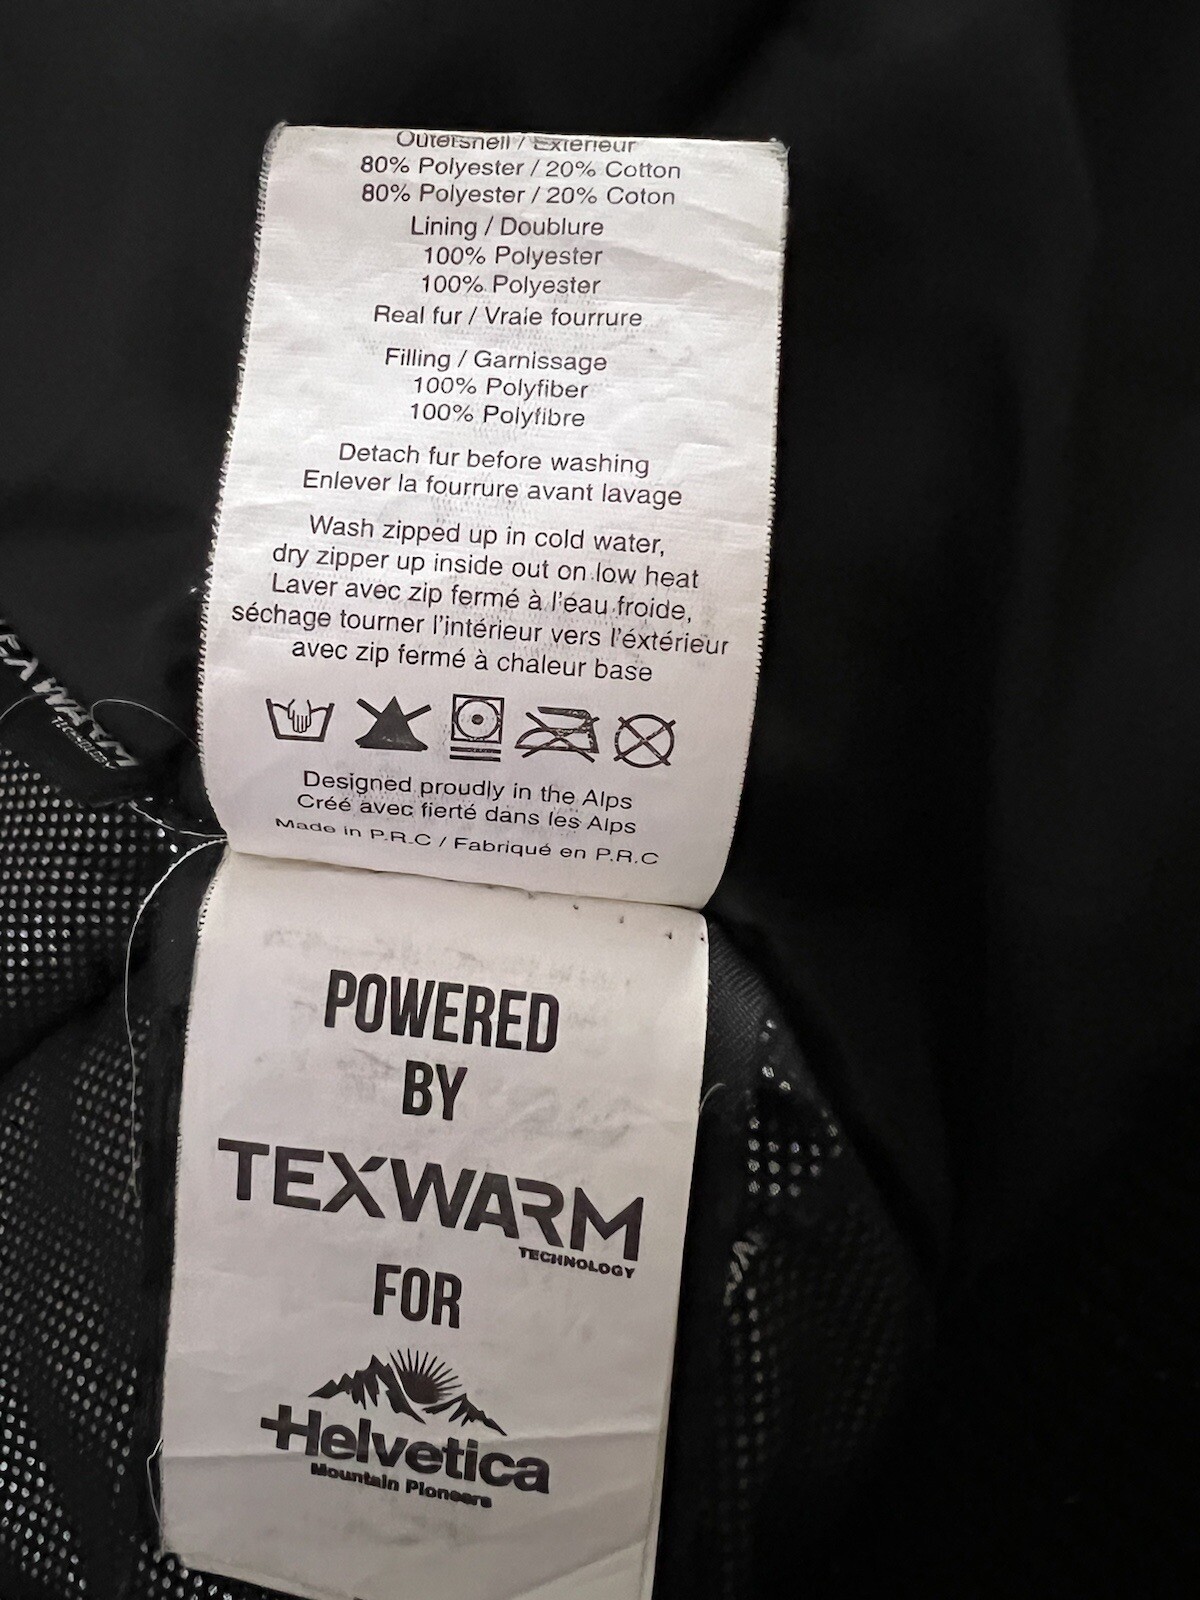 Outershell / Extérieur
80% Polyester / 20% Cotton
80% Polyester / 20% Coton
Lining / Doublure
100% Polyester
100% Polyester
Real fur / Vraie fourrure
Filling / Garnissage
100% Polyfiber
100% Polyfibre
Detach fur before washing
Enlever la fourrure avant lavage
Wash zipped up in cold water,
dry zipper up inside out on low heat
Laver avec zip fermé à l'éau froide,
séchage tourner l'intérieur vers l'éxtérieur
avec zip fermé à chaleur base
Designed proudly in the Alps
Créé avec fierté dans les Alps
Made in P.R.C / Fabriqué en P.R.C
POWERED
BY
TEXWARM
TECHNOLOGY
FOR
Helvetica
Mountain Pioneers
TEXWARM
TECHNOLOGY